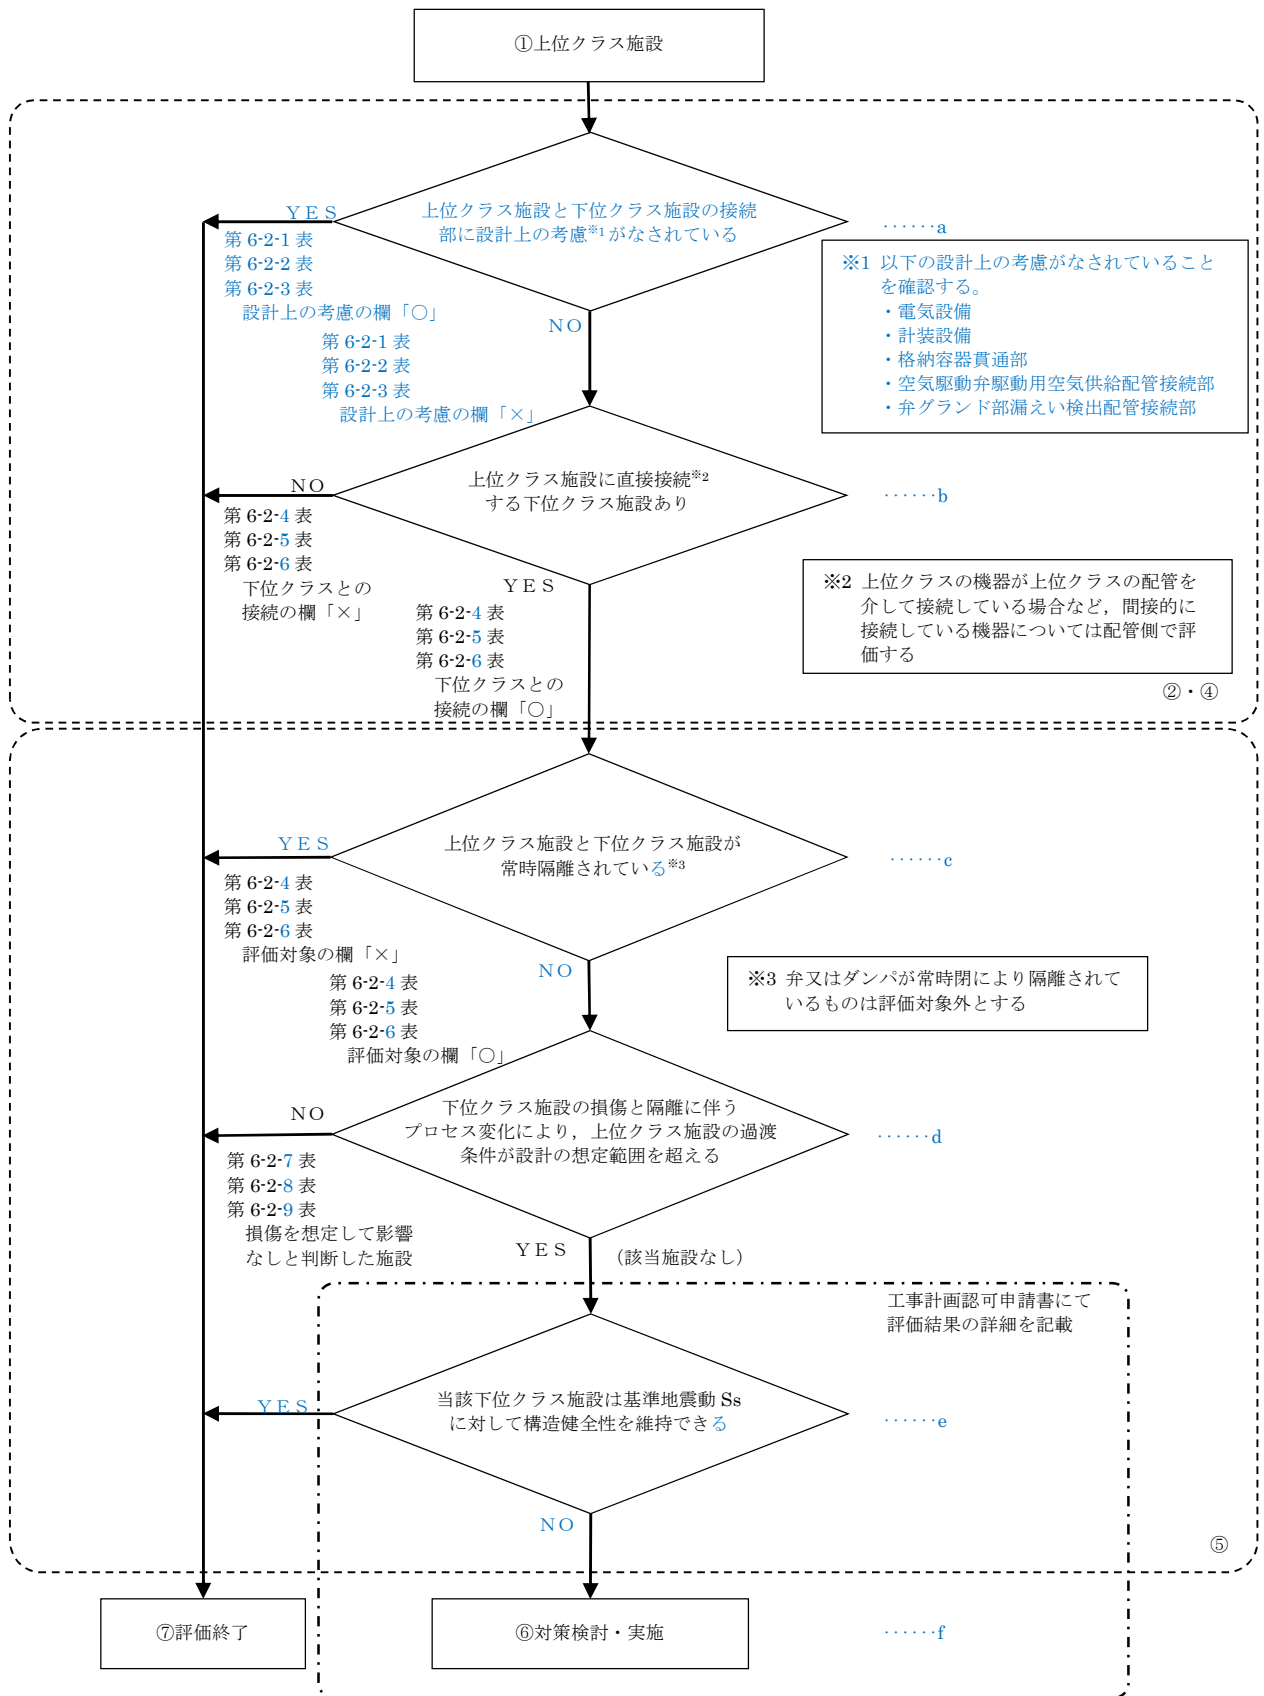 ①上位クラス施設
上位クラス施設と下位クラス施設の接続
部に設計上の考慮※1がなされている
······a
YES
第 6-2-1 表
第 6-2-2 表
第 6-2-3 表
設計上の考慮の欄「○」
NO
第 6-2-1 表
第 6-2-2 表
第 6-2-3 表
設計上の考慮の欄「×」
※1 以下の設計上の考慮がなされていること
を確認する。
・電気設備
・計装設備
・格納容器貫通部
・空気駆動弁駆動用空気供給配管接続部
・弁グランド部漏えい検出配管接続部
上位クラス施設に直接接続※2
する下位クラス施設あり
······b
NO
第 6-2-4 表
第 6-2-5 表
第 6-2-6 表
下位クラスとの
接続の欄「×」
YES
第 6-2-4 表
第 6-2-5 表
第 6-2-6 表
下位クラスとの
接続の欄「○」
※2 上位クラスの機器が上位クラスの配管を
介して接続している場合など，間接的に
接続している機器については配管側で評
価する
②・④
上位クラス施設と下位クラス施設が
常時隔離されている※3
······c
YES
第 6-2-4 表
第 6-2-5 表
第 6-2-6 表
評価対象の欄「×」
NO
第 6-2-4 表
第 6-2-5 表
第 6-2-6 表
評価対象の欄「○」
※3 弁又はダンパが常時閉により隔離されて
いるものは評価対象外とする
下位クラス施設の損傷と隔離に伴う
プロセス変化により，上位クラス施設の過渡
条件が設計の想定範囲を超える
······d
NO
第 6-2-7 表
第 6-2-8 表
第 6-2-9 表
損傷を想定して影響
なしと判断した施設
YES
（該当施設なし）
工事計画認可申請書にて
評価結果の詳細を記載
当該下位クラス施設は基準地震動 Ss
に対して構造健全性を維持できる
······e
YES
NO
⑤
⑦評価終了
⑥対策検討・実施
······f